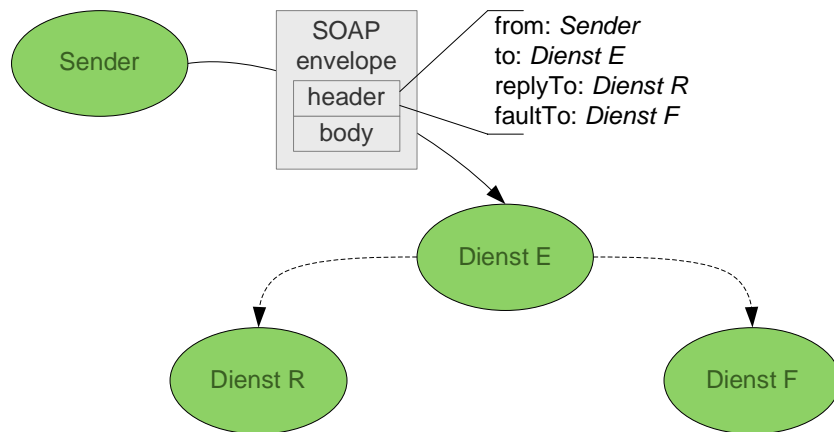 Sender
SOAP
envelope
header
body
from: Sender
to: Dienst E
replyTo: Dienst R
faultTo: Dienst F
Dienst E
Dienst R
Dienst F